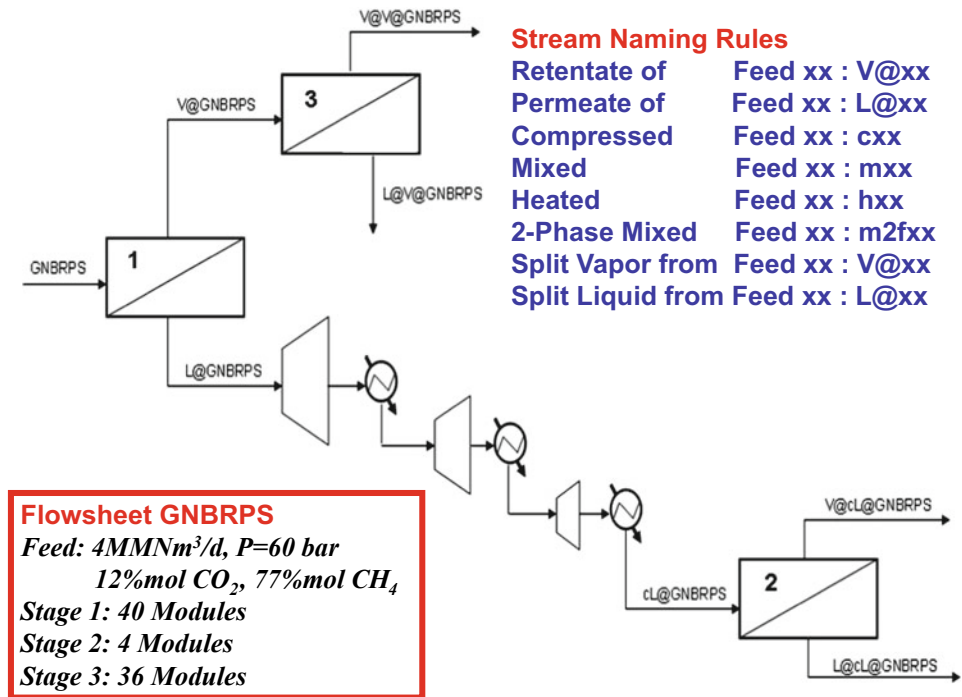 V@V@GNBRPS
3
V@GNBRPS
L@V@GNBRPS
GNBRPS
1
L@GNBRPS
Stream Naming Rules
Retentate of Feed xx : V@xx
Permeate of Feed xx : L@xx
Compressed Feed xx : cxx
Mixed Feed xx : mxx
Heated Feed xx : hxx
2-Phase Mixed Feed xx : m2fxx
Split Vapor from Feed xx : V@xx
Split Liquid from Feed xx : L@xx
Flowsheet GNBRPS
Feed: 4MMNm³/d, P=60 bar
12%mol CO₂, 77%mol CH₄
Stage 1: 40 Modules
Stage 2: 4 Modules
Stage 3: 36 Modules
V@cL@GNBRPS
cL@GNBRPS
2
L@cL@GNBRPS